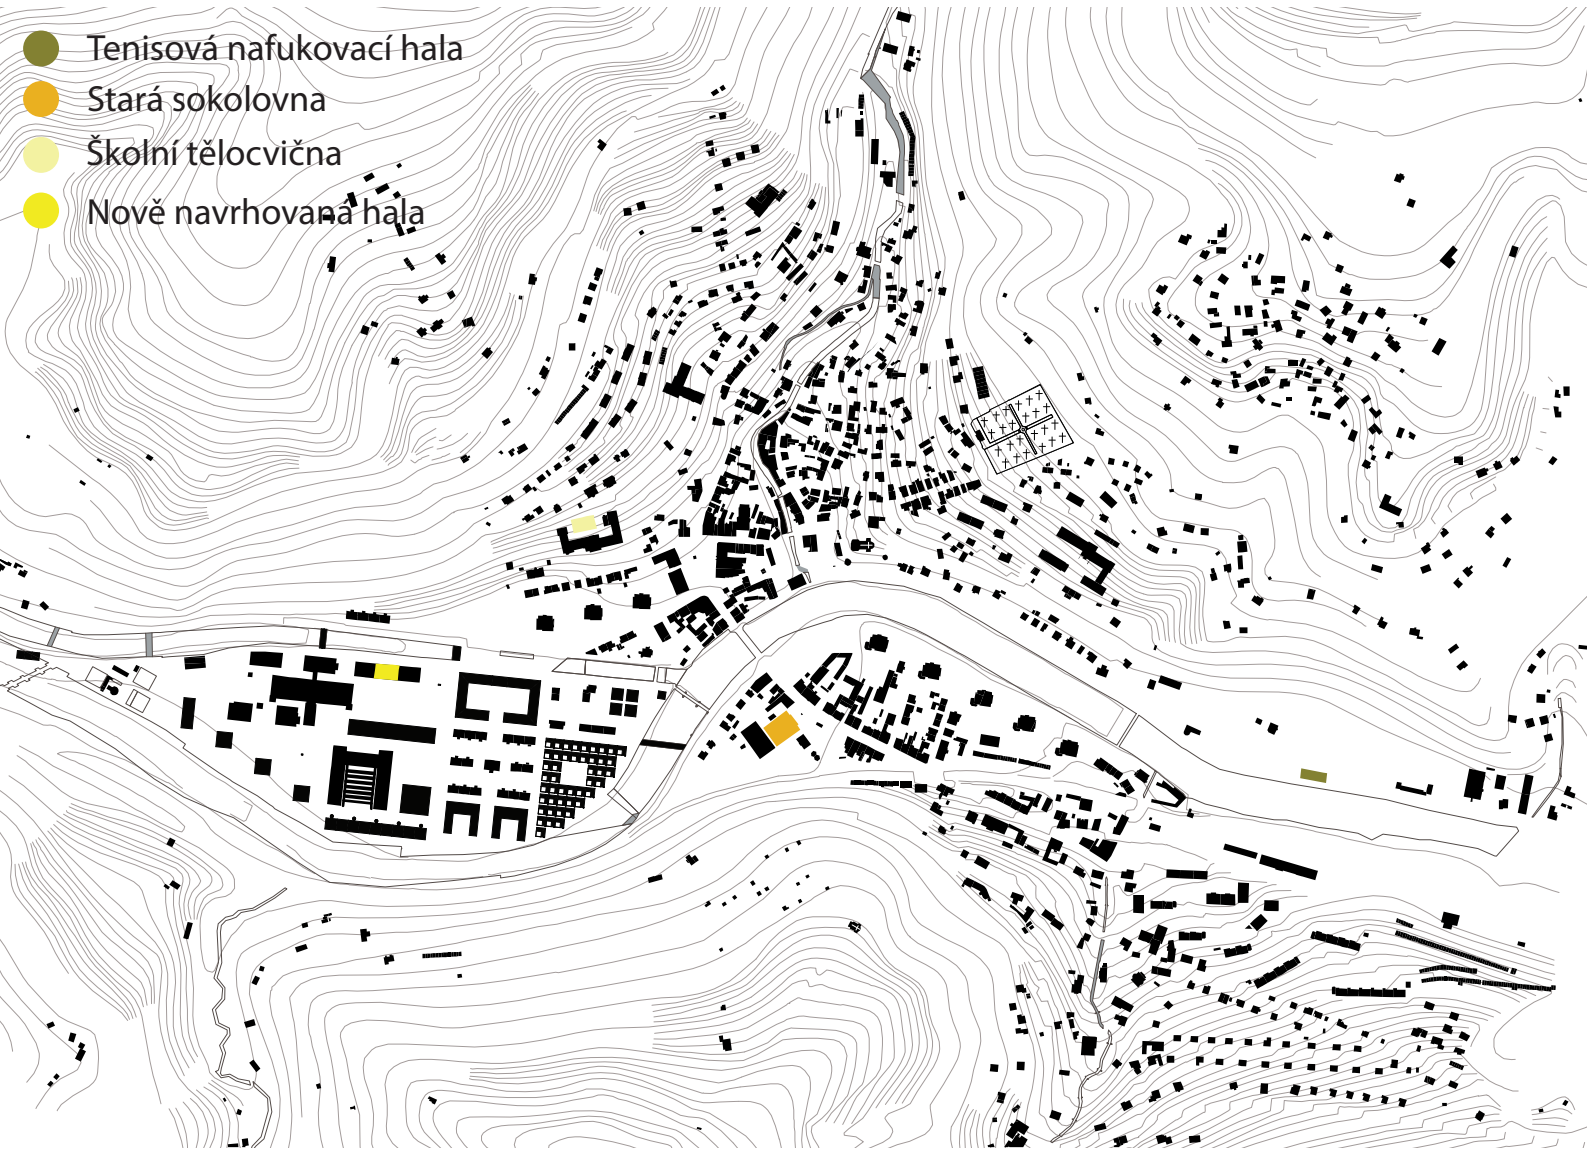 Tenisová nafukovací hala
Stará sokolovna
Školní tělocvična
Nově navrhovaná hala